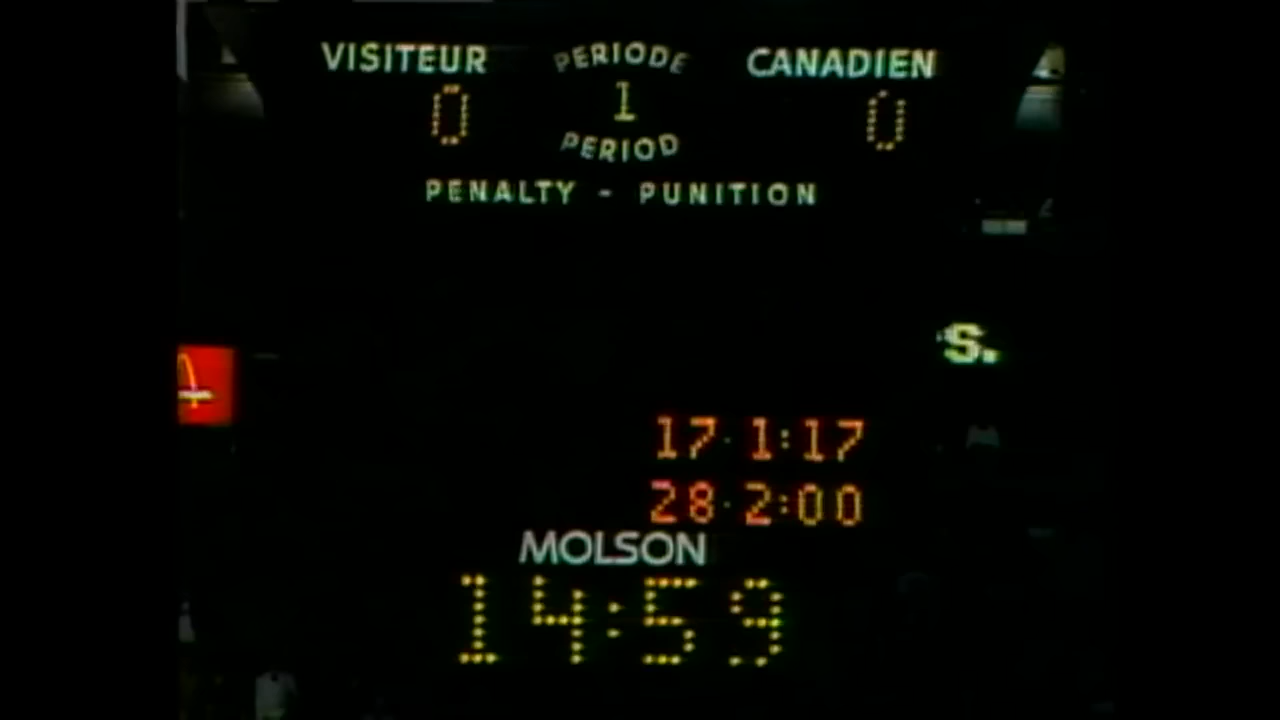 VISITEUR PERIODE CANADIEN
0 1 0
PERIOD
PENALTY - PUNITION
S.
17 1:17
28 2:00
MOLSON
14:59